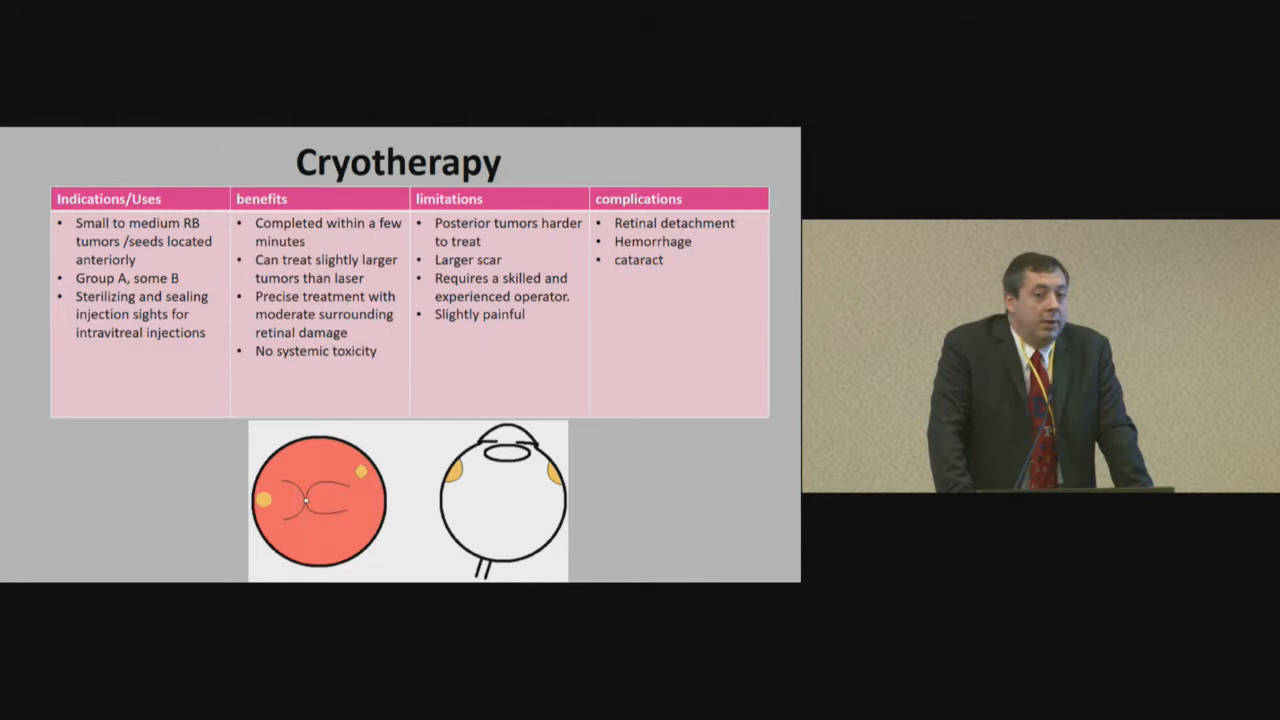 Cryotherapy
Indications/Uses
benefits
limitations
complications
• Small to medium RB
tumors /seeds located
anteriorly
• Group A, some B
• Sterilizing and sealing
injection sights for
intravitreal injections
• Completed within a few
minutes
• Can treat slightly larger
tumors than laser
• Precise treatment with
moderate surrounding
retinal damage
• No systemic toxicity
• Posterior tumors harder
to treat
• Larger scar
• Requires a skilled and
experienced operator.
• Slightly painful
• Retinal detachment
• Hemorrhage
• cataract